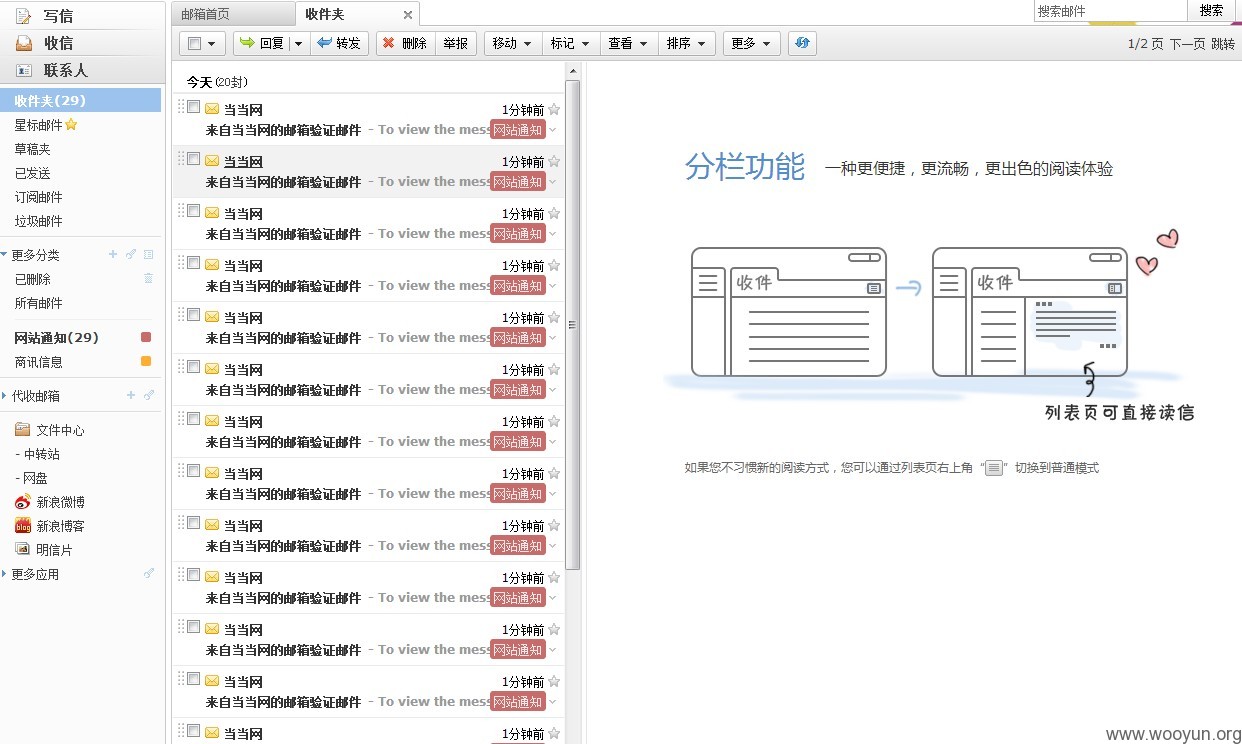 写信
收信
联系人
收件夹(29)
星标邮件
草稿夹
已发送
订阅邮件
垃圾邮件
更多分类
已删除
所有邮件
网站通知(29)
商讯信息
代收邮箱
文件中心
- 中转站
- 网盘
新浪微博
blog 新浪博客
明信片
更多应用
邮箱首页 收件夹
搜索邮件 搜索
回复 转发 删除 举报 移动 标记 查看 排序 更多 1/2 页 下一页 跳转
今天 (20封)
当当网 1分钟前
来自当当网的邮箱验证邮件 - To view the mess 网站通知
当当网 1分钟前
来自当当网的邮箱验证邮件 - To view the mess 网站通知
当当网 1分钟前
来自当当网的邮箱验证邮件 - To view the mess 网站通知
当当网 1分钟前
来自当当网的邮箱验证邮件 - To view the mess 网站通知
当当网 1分钟前
来自当当网的邮箱验证邮件 - To view the mess 网站通知
当当网 1分钟前
来自当当网的邮箱验证邮件 - To view the mess 网站通知
当当网 1分钟前
来自当当网的邮箱验证邮件 - To view the mess 网站通知
当当网 1分钟前
来自当当网的邮箱验证邮件 - To view the mess 网站通知
当当网 1分钟前
来自当当网的邮箱验证邮件 - To view the mess 网站通知
当当网 1分钟前
来自当当网的邮箱验证邮件 - To view the mess 网站通知
当当网 1分钟前
来自当当网的邮箱验证邮件 - To view the mess 网站通知
当当网 1分钟前
来自当当网的邮箱验证邮件 - To view the mess 网站通知
当当网 1分钟前
分栏功能 一种更便捷，更流畅，更出色的阅读体验
收件 收件
列表页可直接读信
如果您不习惯新的阅读方式，您可以通过列表页右上角 “ ” 切换到普通模式
www.wooyun.org